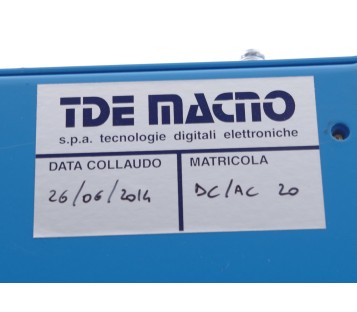 TDE MACNO
s.p.a. tecnologie digitali elettroniche
DATA COLLAUDO
26/06/2014
MATRICOLA
DC/AC 20